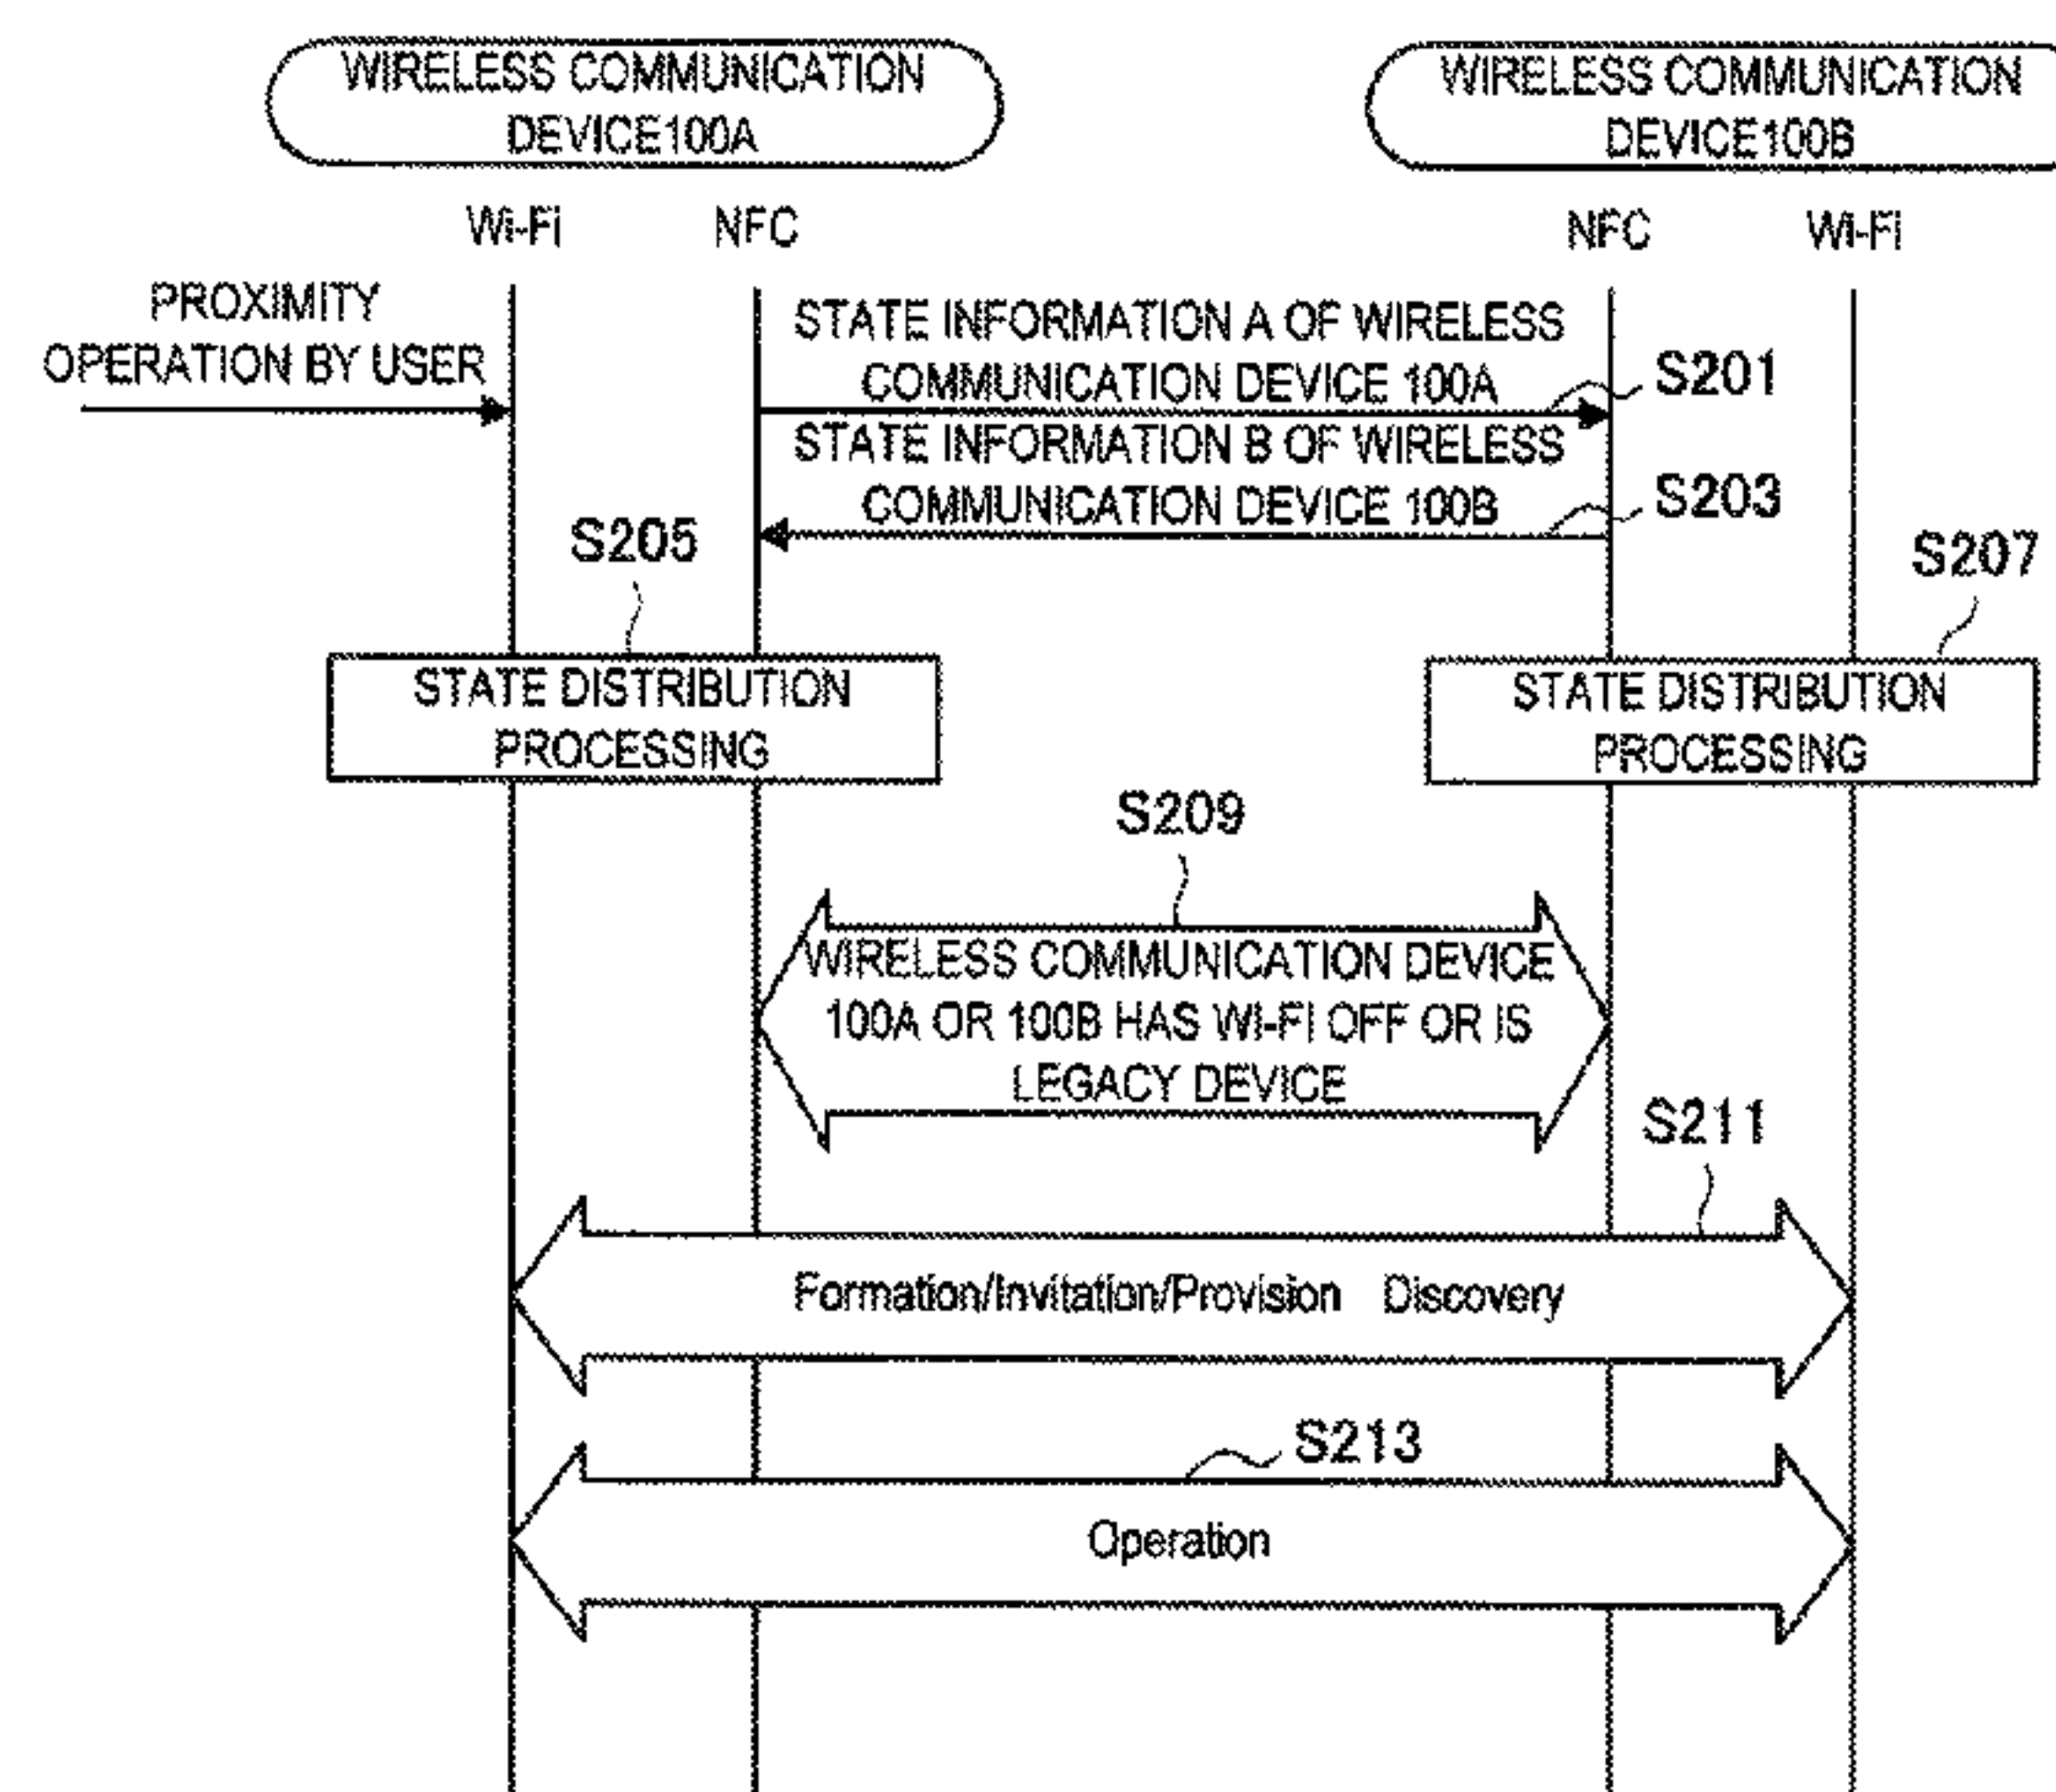 WIRELESS COMMUNICATION
DEVICE100A
WIRELESS COMMUNICATION
DEVICE100B
Wi-Fi
NFC
NFC
Wi-Fi
PROXIMITY
OPERATION BY USER
STATE INFORMATION A OF WIRELESS
COMMUNICATION DEVICE 100A
S201
STATE INFORMATION B OF WIRELESS
COMMUNICATION DEVICE 100B
S203
S205
S207
STATE DISTRIBUTION
PROCESSING
STATE DISTRIBUTION
PROCESSING
S209
WIRELESS COMMUNICATION DEVICE
100A OR 100B HAS WI-FI OFF OR IS
LEGACY DEVICE
S211
Formation/Invitation/Provision Discovery
S213
Operation